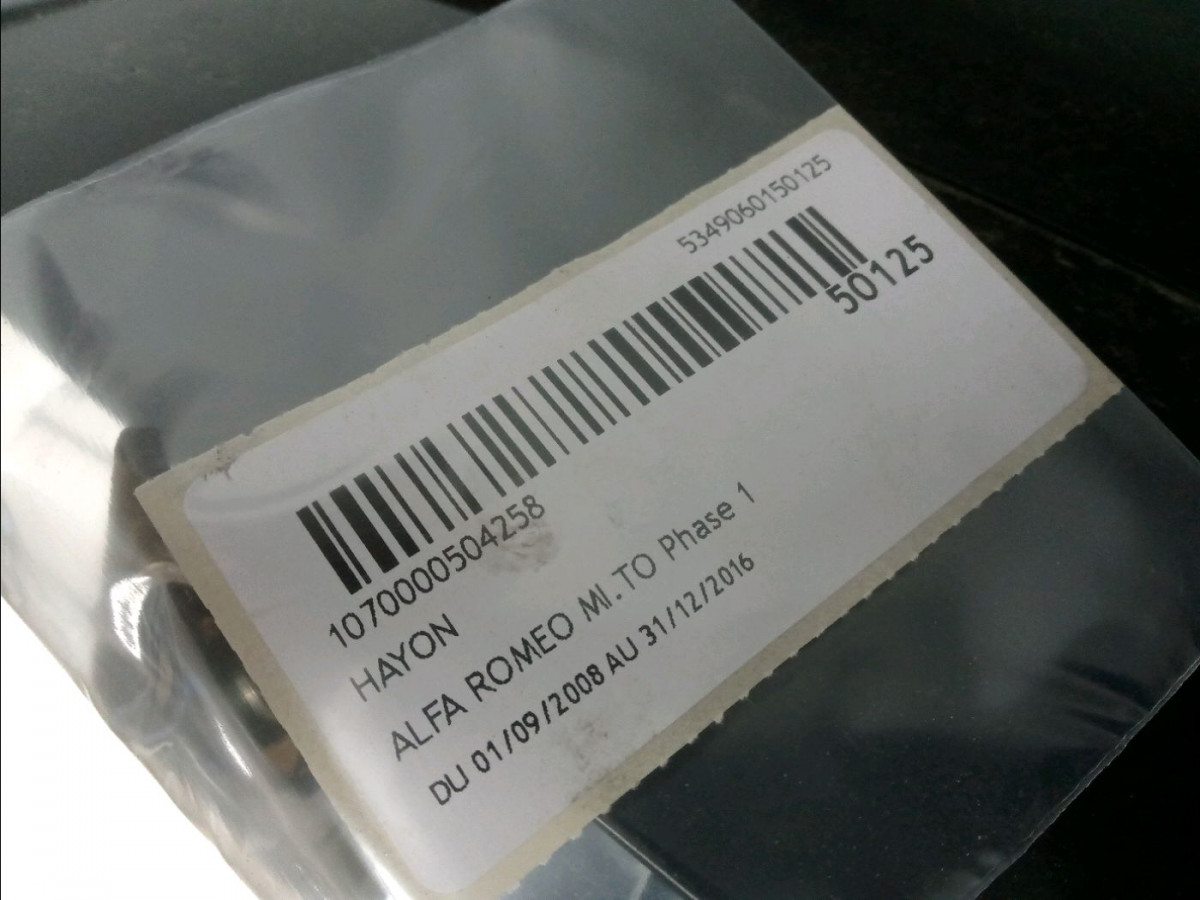 5349060150125
50125
1070000504258
HAYON
ALFA ROMEO MI.TO Phase 1
DU 01/09/2008 AU 31/12/2016